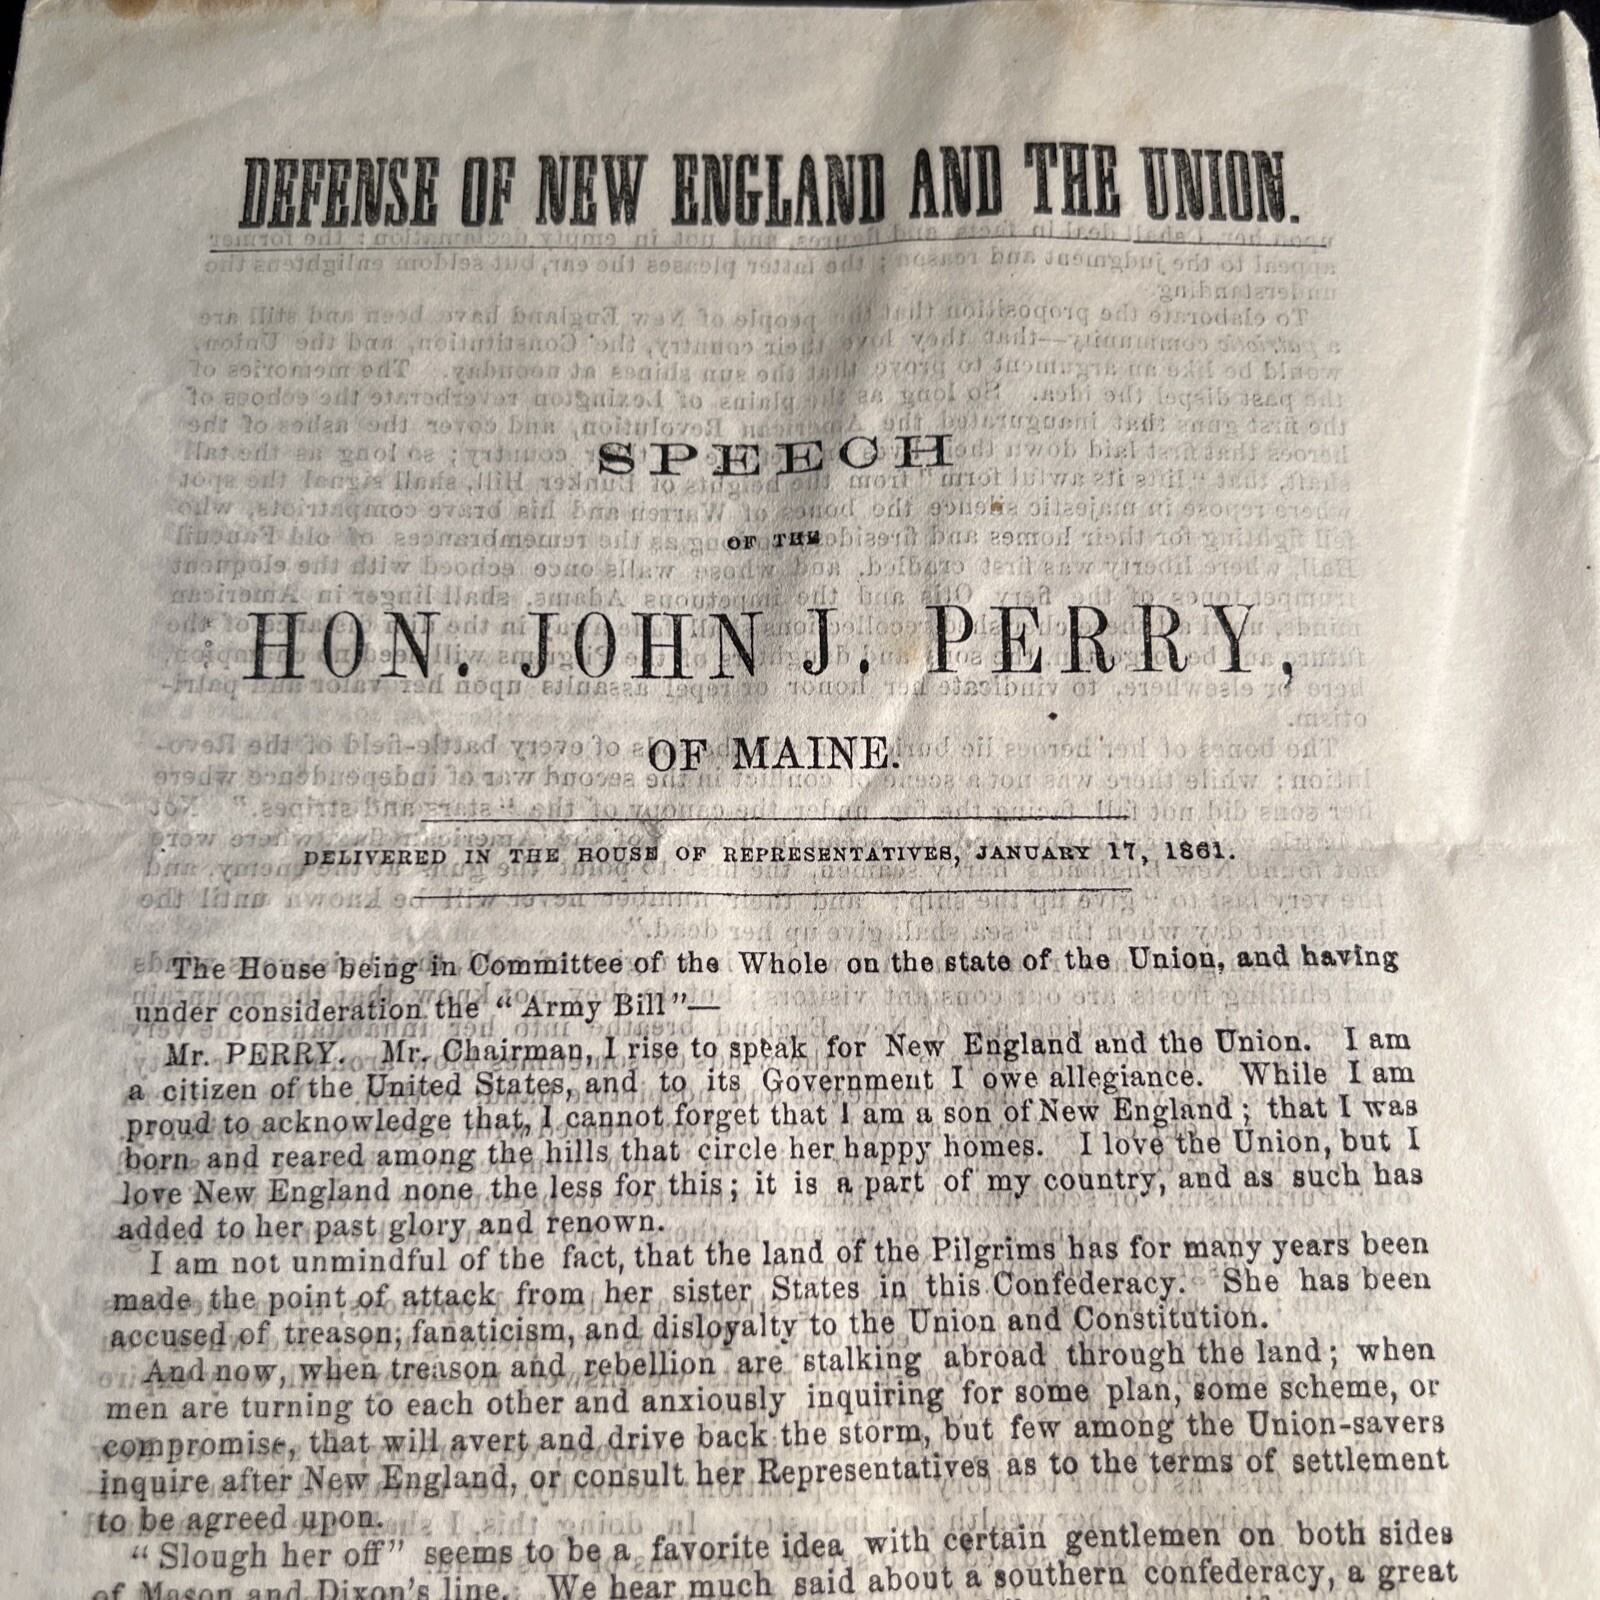 DEFENSE OF NEW ENGLAND AND THE UNION.
SPEECH
OF THE
HON. JOHN J. PERRY,
OF MAINE.
DELIVERED IN THE HOUSE OF REPRESENTATIVES, JANUARY 17, 1861.
The House being in Committee of the Whole on the state of the Union, and having
under consideration the "Army Bill"—
Mr. PERRY. Mr. Chairman, I rise to speak for New England and the Union. I am
a citizen of the United States, and to its Government I owe allegiance. While I am
proud to acknowledge that, I cannot forget that I am a son of New England; that I was
born and reared among the hills that circle her happy homes. I love the Union, but I
love New England none the less for this; it is a part of my country, and as such has
added to her past glory and renown.
I am not unmindful of the fact, that the land of the Pilgrims has for many years been
made the point of attack from her sister States in this Confederacy. She has been
accused of treason, fanaticism, and disloyalty to the Union and Constitution.
And now, when treason and rebellion are stalking abroad through the land; when
men are turning to each other and anxiously inquiring for some plan, some scheme, or
compromise, that will avert and drive back the storm, but few among the Union-savers
inquire after New England, or consult her Representatives as to the terms of settlement
to be agreed upon.
"Slough her off" seems to be a favorite idea with certain gentlemen on both sides
of Mason and Dixon's line. We hear much said about a southern confederacy, a great